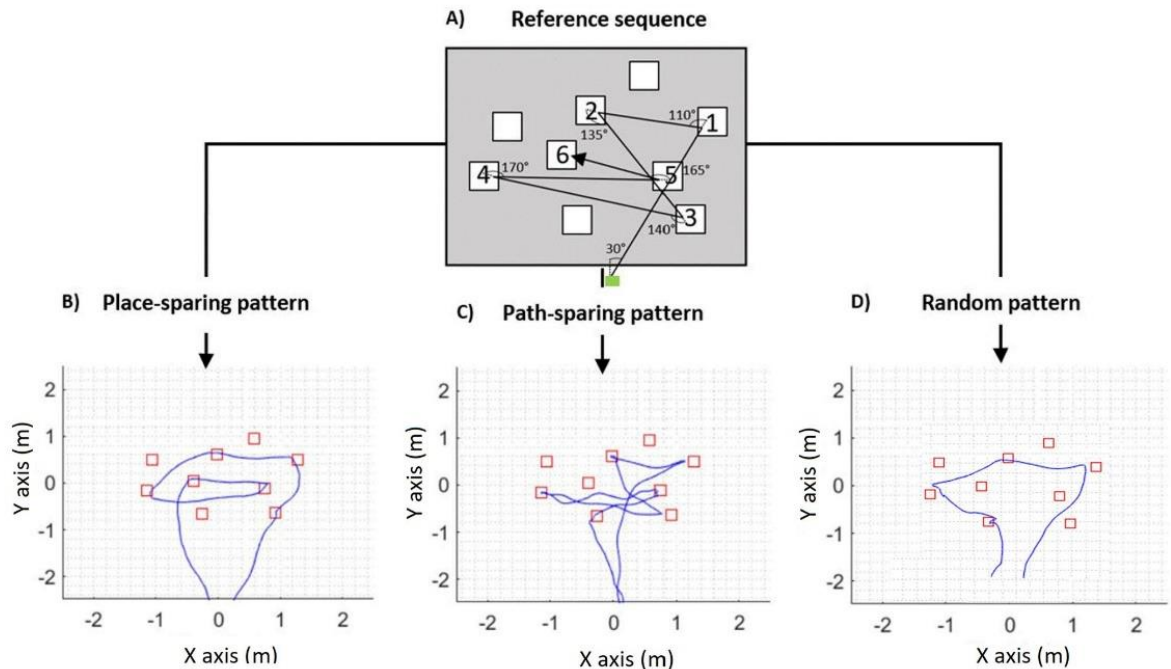 A) Reference sequence
2
110°
1
135°
6
4
170°
5
165°
3
140°
30°
B) Place-sparing pattern
C) Path-sparing pattern
D) Random pattern
2
1
0
-1
-2
Y axis (m)
-2 -1 0 1 2
X axis (m)
2
1
0
-1
-2
Y axis (m)
-2 -1 0 1 2
X axis (m)
2
1
0
-1
-2
Y axis (m)
-2 -1 0 1 2
X axis (m)